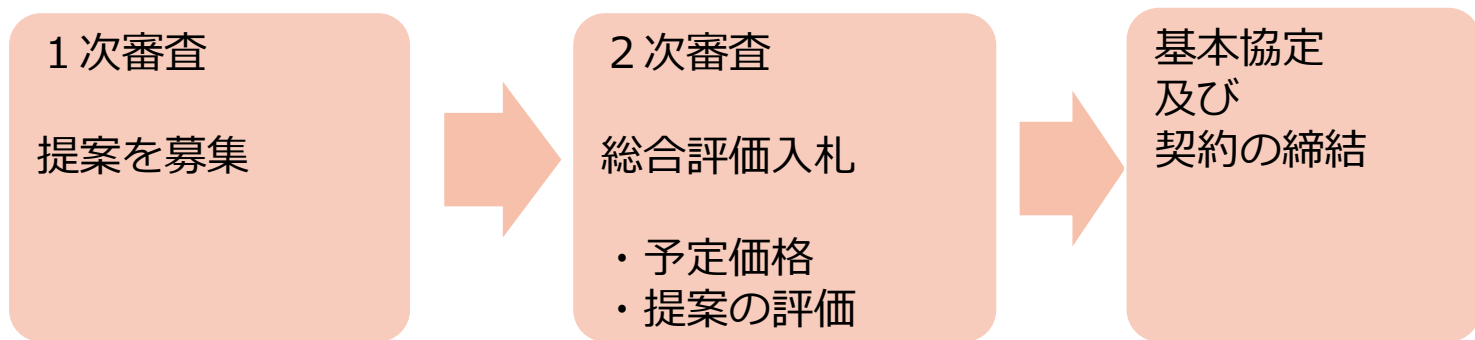 １次審査
提案を募集
２次審査
総合評価入札
・予定価格
・提案の評価
基本協定
及び
契約の締結